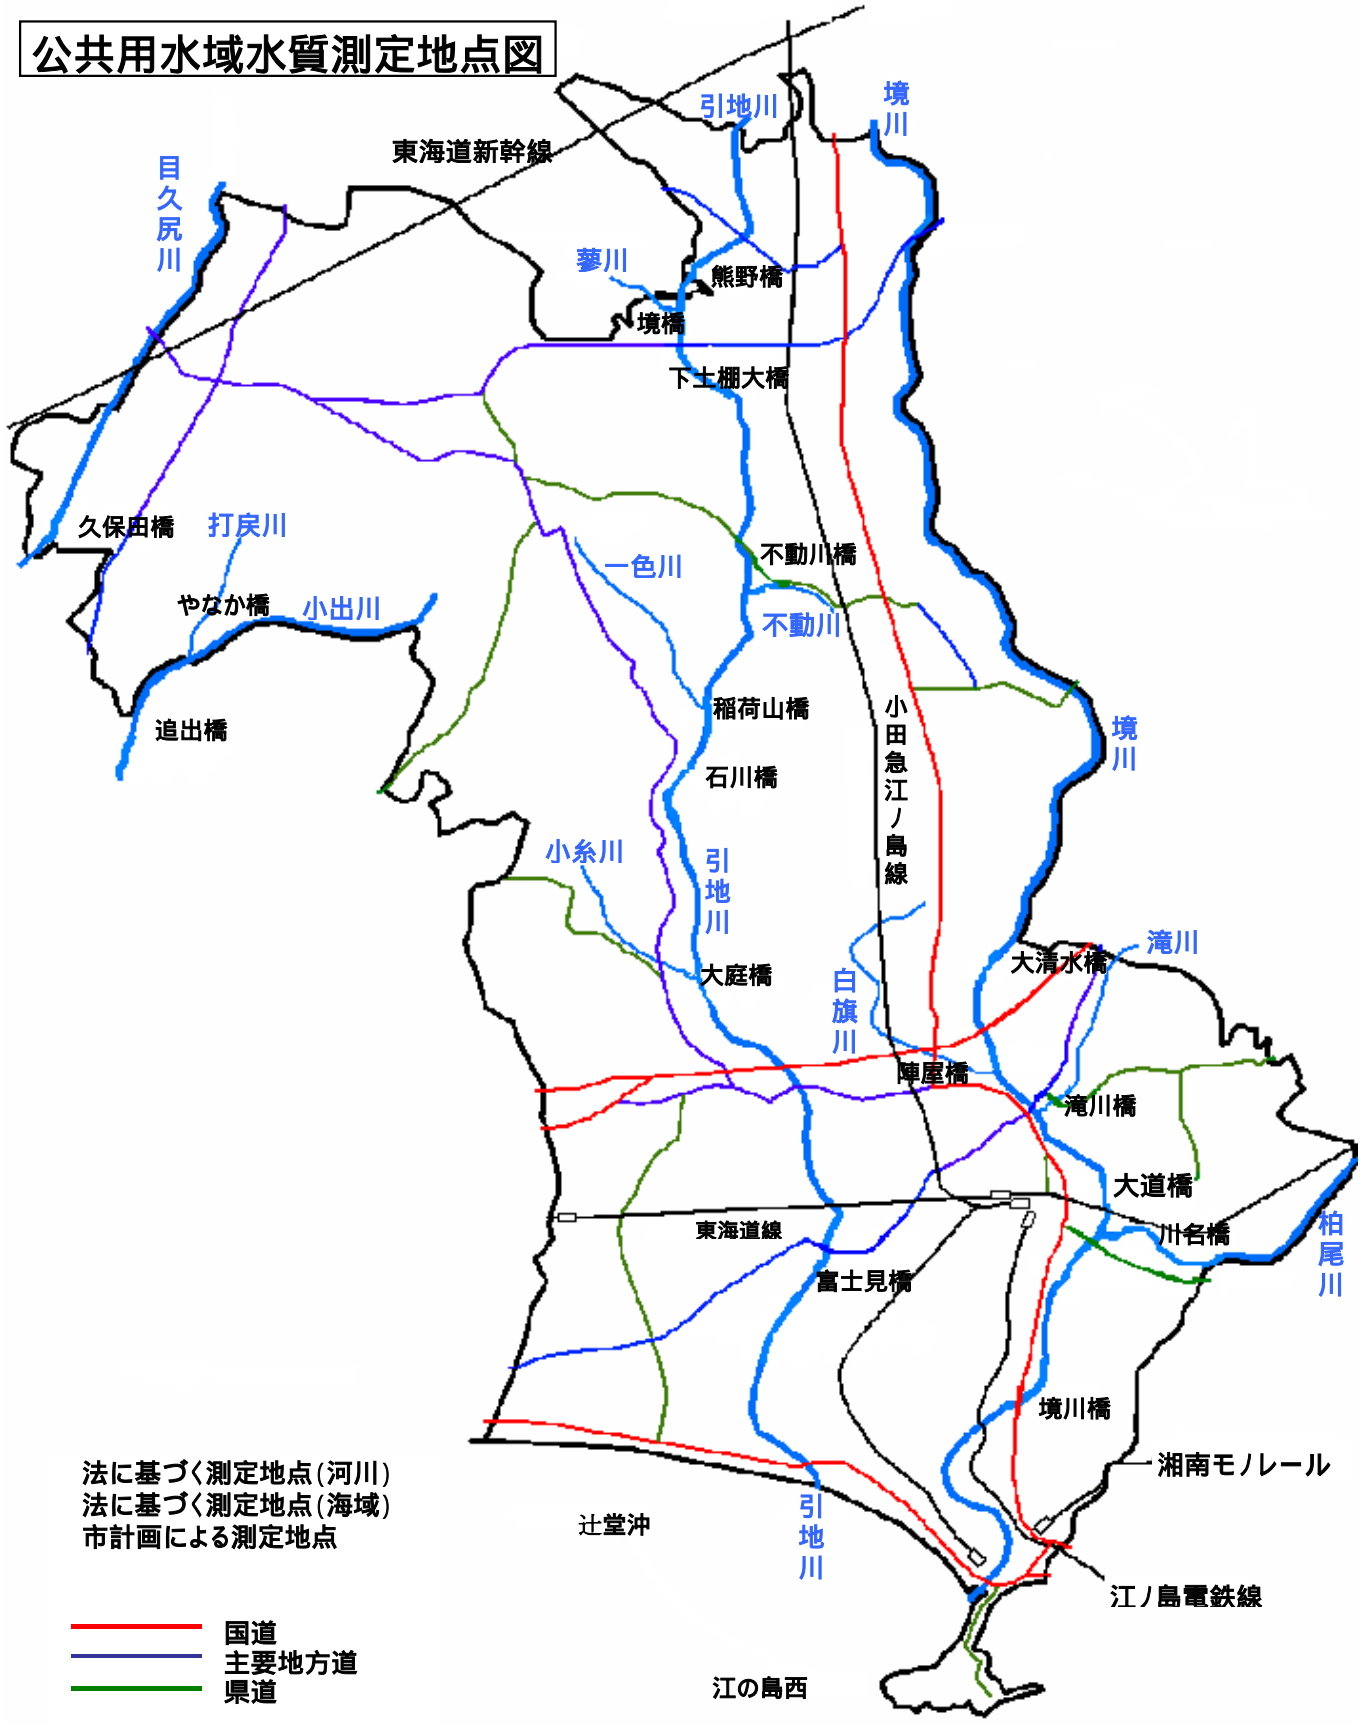 公共用水域水質測定地点図
引地川
境川
東海道新幹線
目久尻川
蓼川
熊野橋
境橋
下土棚大橋
久保田橋
打戻川
一色川
不動川橋
やなか橋
小出川
不動川
追出橋
稲荷山橋
小田急江ノ島線
境川
石川橋
小糸川
引地川
大庭橋
白旗川
大清水橋
滝川
陣屋橋
滝川橋
大道橋
東海道線
川名橋
柏尾川
富士見橋
境川橋
湘南モノレール
法に基づく測定地点(河川)
法に基づく測定地点(海域)
市計画による測定地点
辻堂沖
引地川
江ノ島電鉄線
国道
主要地方道
県道
江の島西